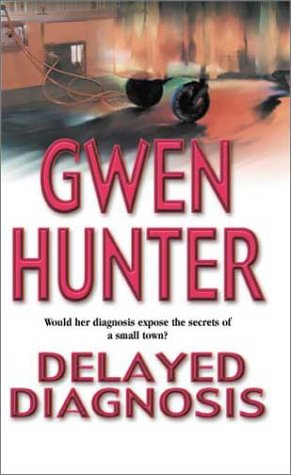 GWEN
HUNTER
Would her diagnosis expose the secrets of
a small town?
DELAYED
DIAGNOSIS